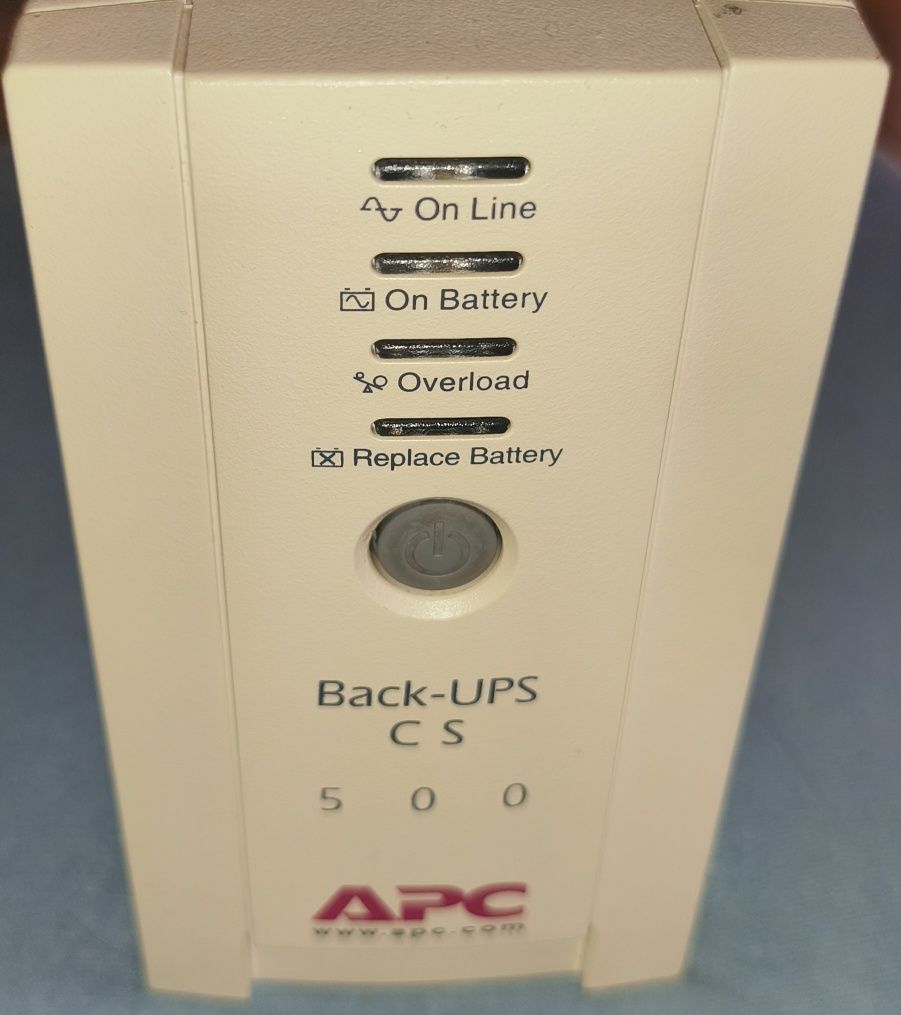 On Line
On Battery
Overload
Replace Battery
Back-UPS
CS
500
APC
www.apc.com